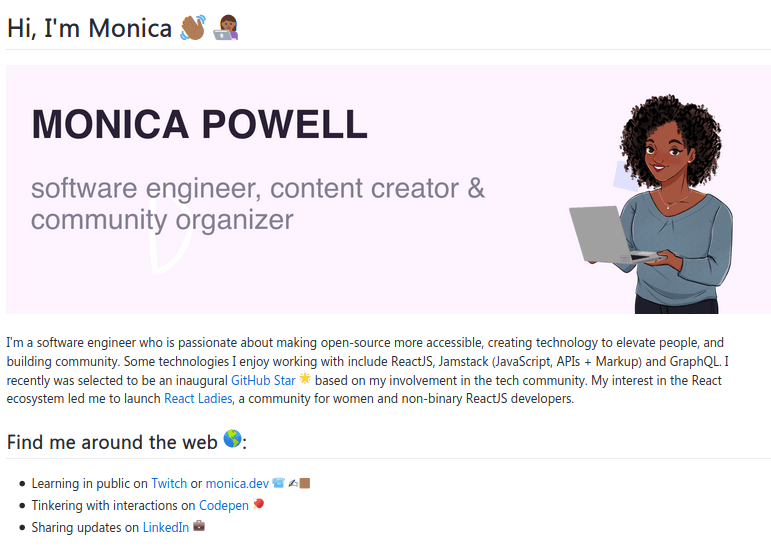 Hi, I'm Monica 👋🏾 👩🏾‍💻
MONICA POWELL
software engineer, content creator &
community organizer
I'm a software engineer who is passionate about making open-source more accessible, creating technology to elevate people, and
building community. Some technologies I enjoy working with include ReactJS, Jamstack (JavaScript, APIs + Markup) and GraphQL. I
recently was selected to be an inaugural GitHub Star 🌟 based on my involvement in the tech community. My interest in the React
ecosystem led me to launch React Ladies, a community for women and non-binary ReactJS developers.
Find me around the web 🌎:
Learning in public on Twitch or monica.dev 📦 ✍🏾
Tinkering with interactions on Codepen 🏓
Sharing updates on LinkedIn 💼